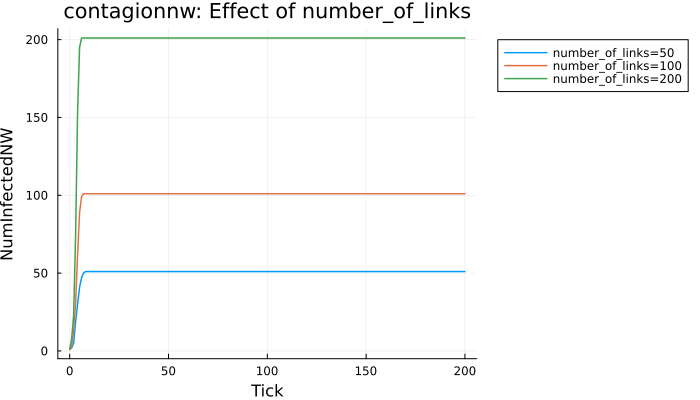 contagionnw: Effect of number_of_links
NumInfectedNW
200
150
100
50
0
0 50 100 150 200
Tick
number_of_links=50
number_of_links=100
number_of_links=200